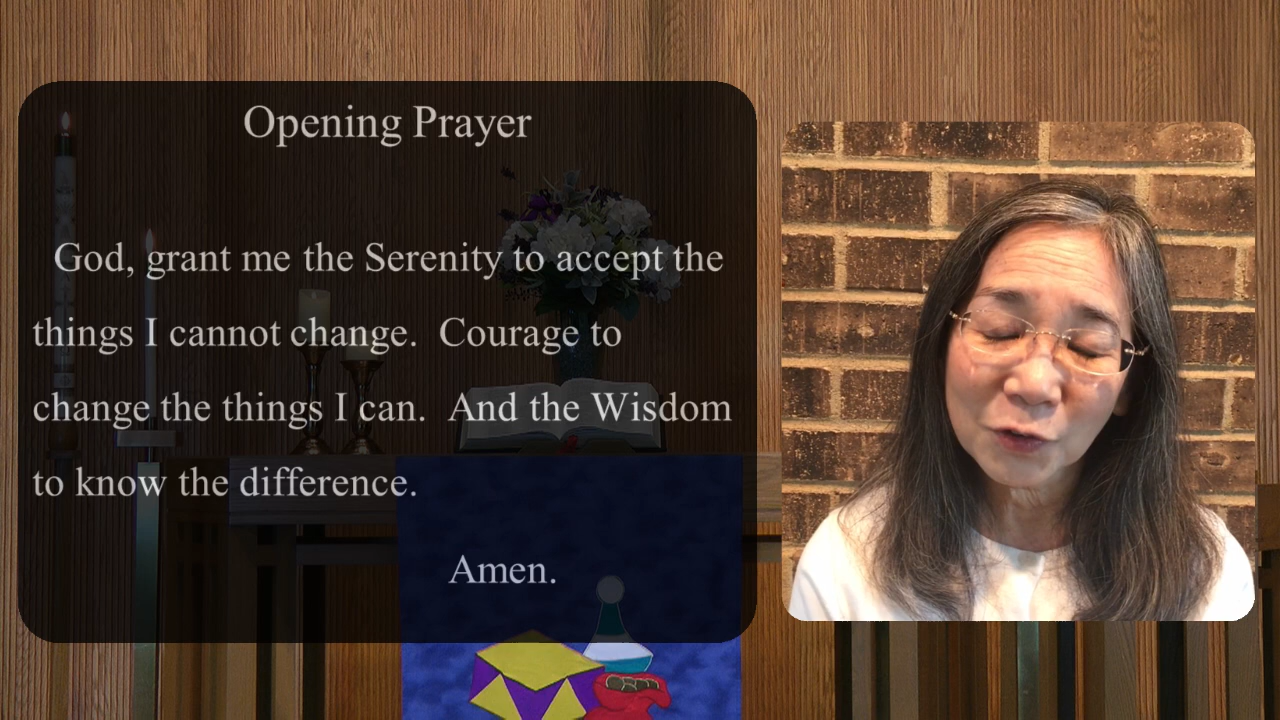 Opening Prayer
God, grant me the Serenity to accept the
things I cannot change. Courage to
change the things I can. And the Wisdom
to know the difference.
Amen.